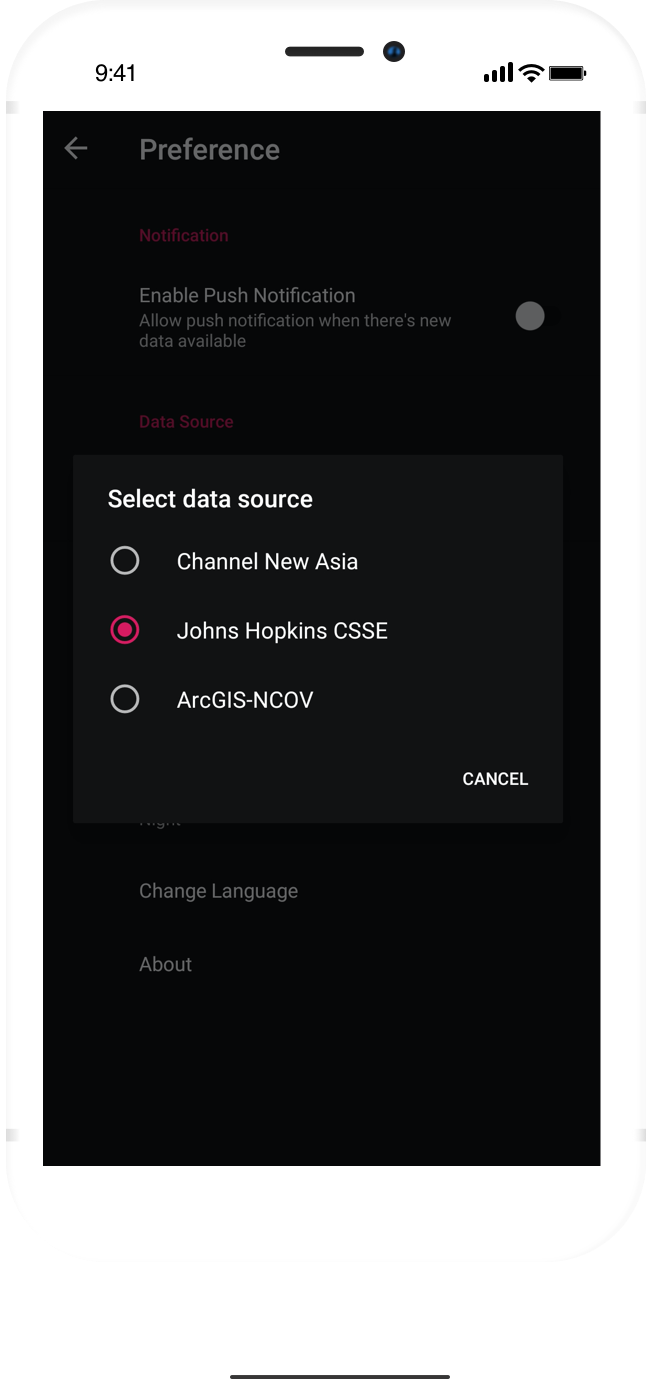 9:41
Preference
Notification
Enable Push Notification
Allow push notification when there's new
data available
Data Source
Select data source
Channel New Asia
Johns Hopkins CSSE
ArcGIS-NCOV
CANCEL
Night
Change Language
About